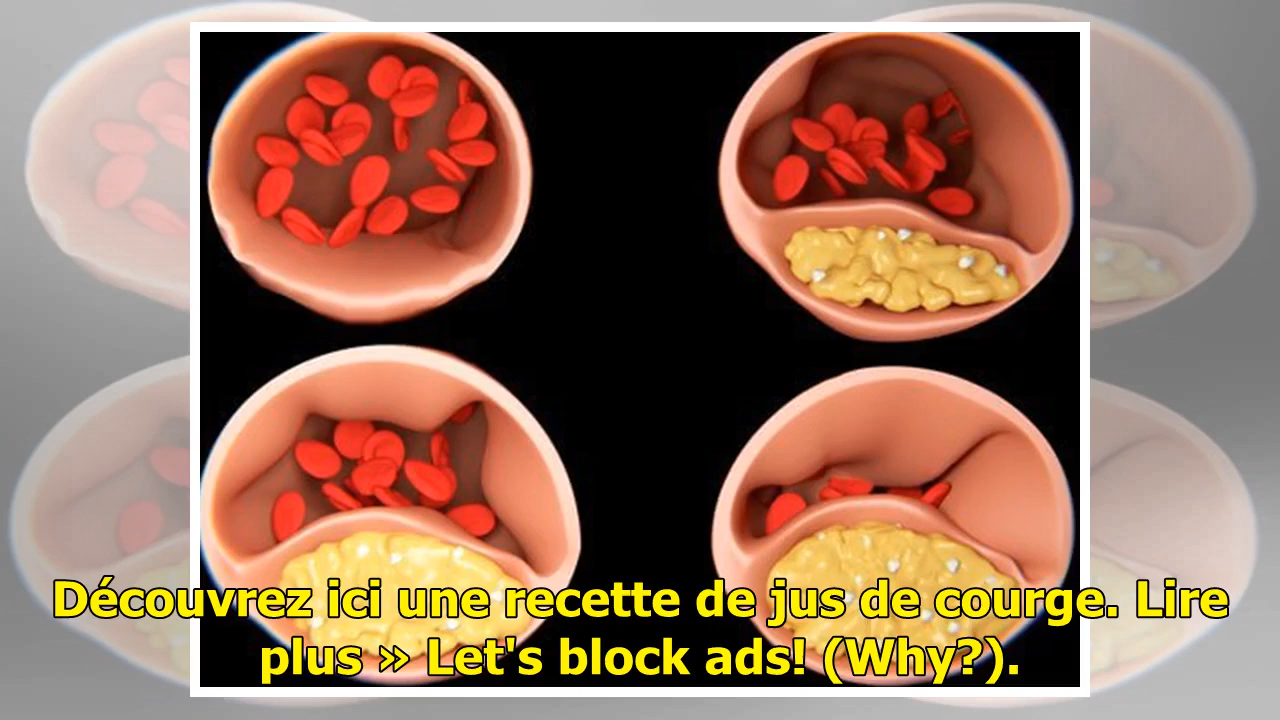 Découvrez ici une recette de jus de courge. Lire
plus » Let's block ads! (Why?).